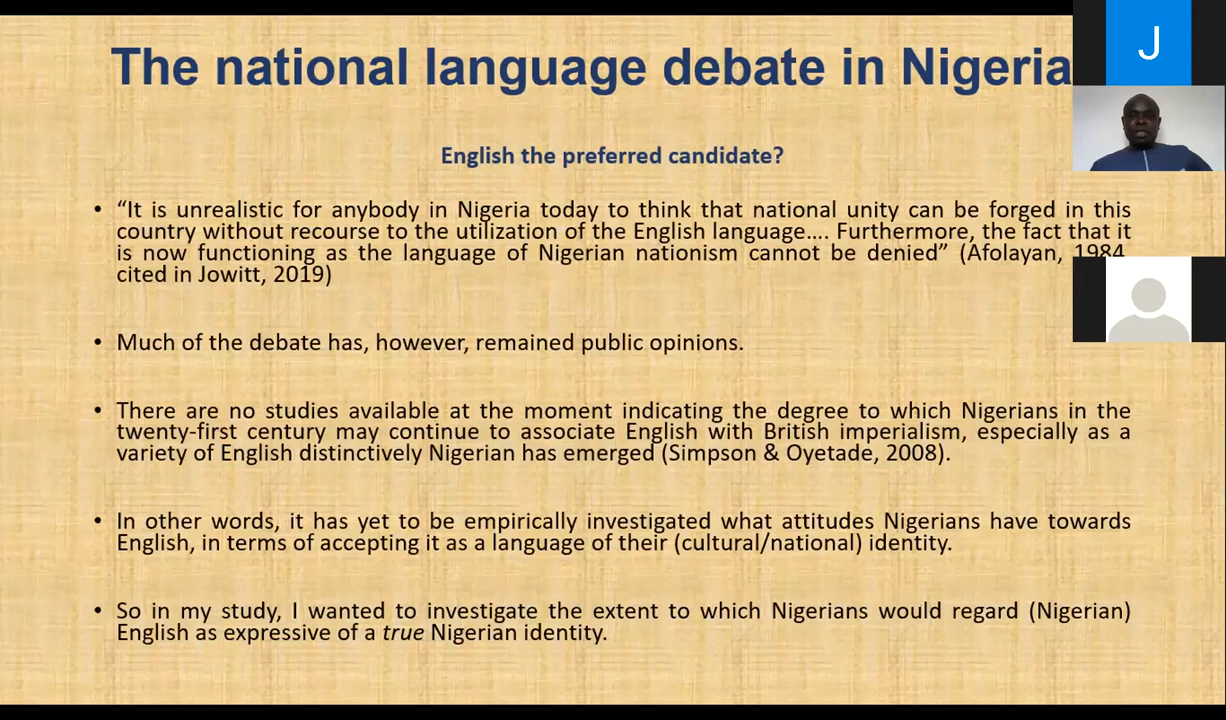 The national language debate in Nigeria
J
English the preferred candidate?
• “It is unrealistic for anybody in Nigeria today to think that national unity can be forged in this
country without recourse to the utilization of the English language…. Furthermore, the fact that it
is now functioning as the language of Nigerian nationism cannot be denied” (Afolayan, 1984,
cited in Jowitt, 2019)
• Much of the debate has, however, remained public opinions.
• There are no studies available at the moment indicating the degree to which Nigerians in the
twenty-first century may continue to associate English with British imperialism, especially as a
variety of English distinctively Nigerian has emerged (Simpson & Oyetade, 2008).
• In other words, it has yet to be empirically investigated what attitudes Nigerians have towards
English, in terms of accepting it as a language of their (cultural/national) identity.
• So in my study, I wanted to investigate the extent to which Nigerians would regard (Nigerian)
English as expressive of a true Nigerian identity.